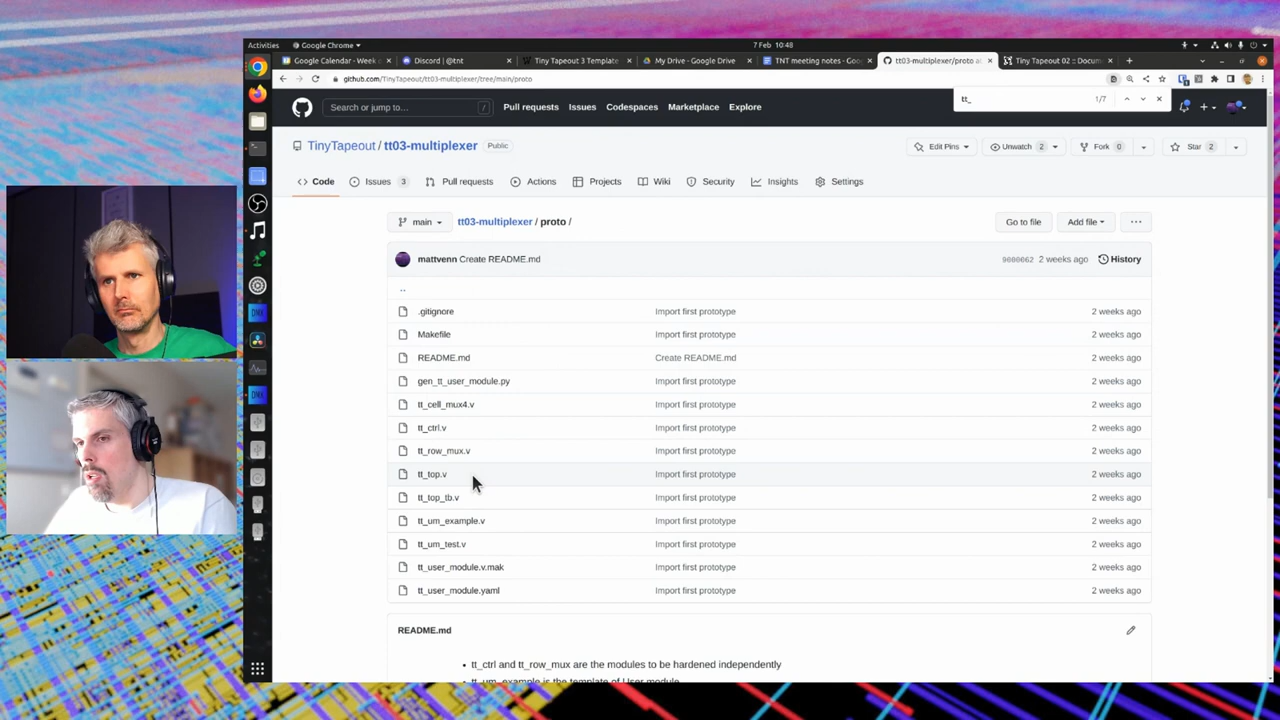 Activities Google Chrome 7 Feb 10:48
Google Calendar - Week o Discord | @tnt Tiny Tapeout 3 Template My Drive - Google Drive TNT meeting notes - Goo tt03-multiplexer/proto at Tiny Tapeout 02 :: Docum
github.com/TinyTapeout/tt03-multiplexer/tree/main/proto
tt_ 1/7
Search or jump to... / Pull requests Issues Codespaces Marketplace Explore
TinyTapeout / tt03-multiplexer Public Edit Pins Unwatch 2 Fork 0 Star 2
Code Issues 3 Pull requests Actions Projects Wiki Security Insights Settings
main tt03-multiplexer / proto / Go to file Add file ...
mattvenn Create README.md 9000062 2 weeks ago History
..
.gitignore Import first prototype 2 weeks ago
Makefile Import first prototype 2 weeks ago
README.md Create README.md 2 weeks ago
gen_tt_user_module.py Import first prototype 2 weeks ago
tt_cell_mux4.v Import first prototype 2 weeks ago
tt_ctrl.v Import first prototype 2 weeks ago
tt_row_mux.v Import first prototype 2 weeks ago
tt_top.v Import first prototype 2 weeks ago
tt_top_tb.v Import first prototype 2 weeks ago
tt_um_example.v Import first prototype 2 weeks ago
tt_um_test.v Import first prototype 2 weeks ago
tt_user_module.v.mak Import first prototype 2 weeks ago
tt_user_module.yaml Import first prototype 2 weeks ago
README.md
• tt_ctrl and tt_row_mux are the modules to be hardened independently
• tt_um_example is the template of User module